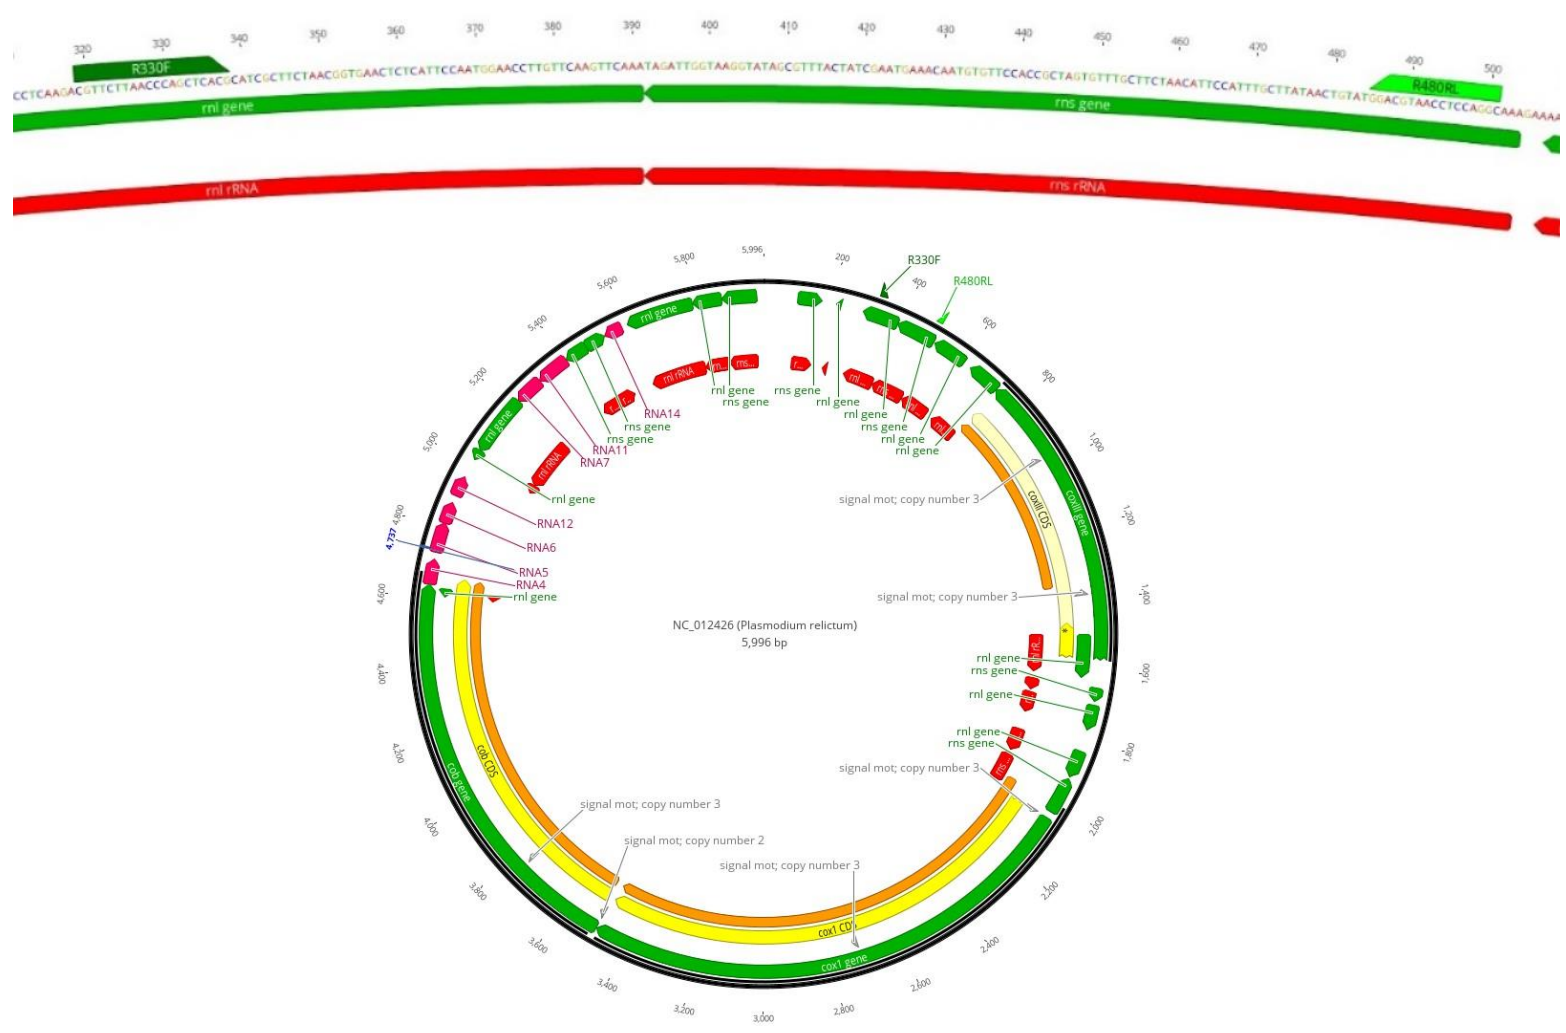 320 330 340 350 360 370 380 390 400 410 420 430 440 450 460 470 480 490 500
R330F
R480RL
CCTCAAGACGTTCTTAACCCAGCTCACGCATCGCTTCTAACGGTGAACTCTCATTCCAATGGAACCTTGTTCAAGTTCAAATAGATTGGTAAGGTATAGCGTTTACTATCGAATGAAACAATGTGTTCCACCGCTAGTGTTTGCTTCTAACATTCCATTTGCTTATAACTGTATGGACGTAACCTCCAGGCAAAGAAAA
rnl gene
rns gene
rnl rRNA
rns rRNA
5,996
200
400
600
800
1,000
1,200
1,400
1,600
1,800
2,000
2,200
2,400
2,600
2,800
3,000
3,200
3,400
3,600
3,800
4,000
4,200
4,400
4,600
4,737
4,800
5,000
5,200
5,400
5,600
5,800
R330F
R480RL
rnl gene
rnl rRNA
rns...
r...
rnl ...
rnl gene
rns gene
rns gene
rnl gene
rnl gene
rns gene
rnl gene
rnl gene
RNA14
rns gene
rns gene
RNA11
RNA7
rnl gene
rnl rRNA
rnl gene
RNA12
RNA6
RNA5
RNA4
rnl gene
signal mot; copy number 3
coxIII CDS
coxIII gene
signal mot; copy number 3
NC_012426 (Plasmodium relictum)
5,996 bp
rnl gene
rns gene
rnl gene
rnl gene
rns gene
rns...
signal mot; copy number 3
cob CDS
cob gene
signal mot; copy number 3
signal mot; copy number 2
signal mot; copy number 3
cox1 CDS
cox1 gene